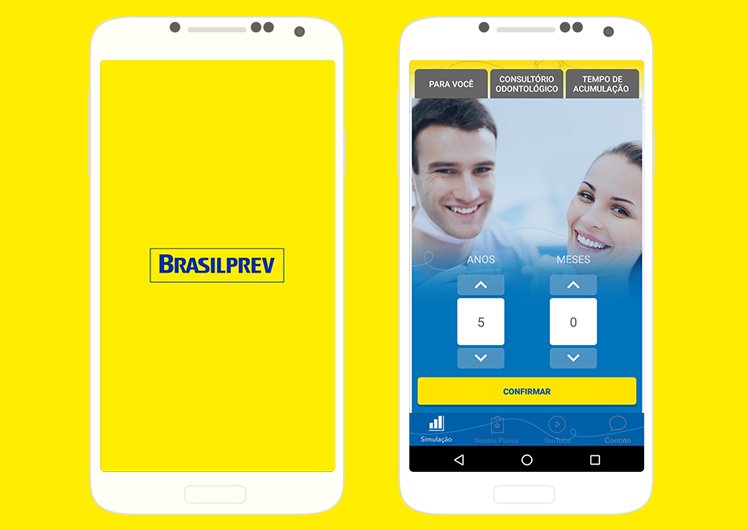 BRASILPREV
PARA VOCÊ
CONSULTÓRIO
ODONTOLÓGICO
TEMPO DE
ACUMULAÇÃO
ANOS
MESES
5
0
CONFIRMAR
Simulação
Nossos Planos
YouTube
Contato